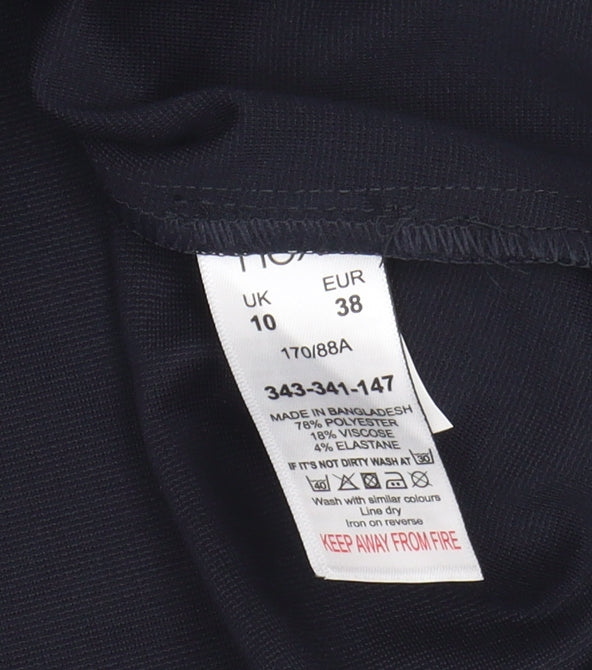 UK EUR
10 38
170/88A
343-341-147
MADE IN BANGLADESH
78% POLYESTER
18% VISCOSE
4% ELASTANE
IF IT'S NOT DIRTY WASH AT 30
40
Wash with similar colours
Line dry
Iron on reverse
KEEP AWAY FROM FIRE